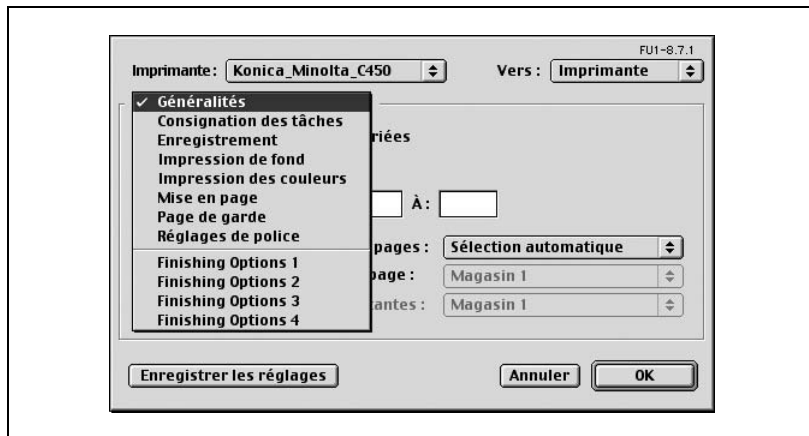 FU1-8.7.1
Imprimante : Konica_Minolta_C450 Vers : Imprimante
✓ Généralités
Consignation des tâches
Enregistrement riées
Impression de fond
Impression des couleurs
Mise en page À :
Page de garde
Réglages de police pages : Sélection automatique
Finishing Options 1
Finishing Options 2 page : Magasin 1
Finishing Options 3 tantes : Magasin 1
Finishing Options 4
Enregistrer les réglages Annuler OK